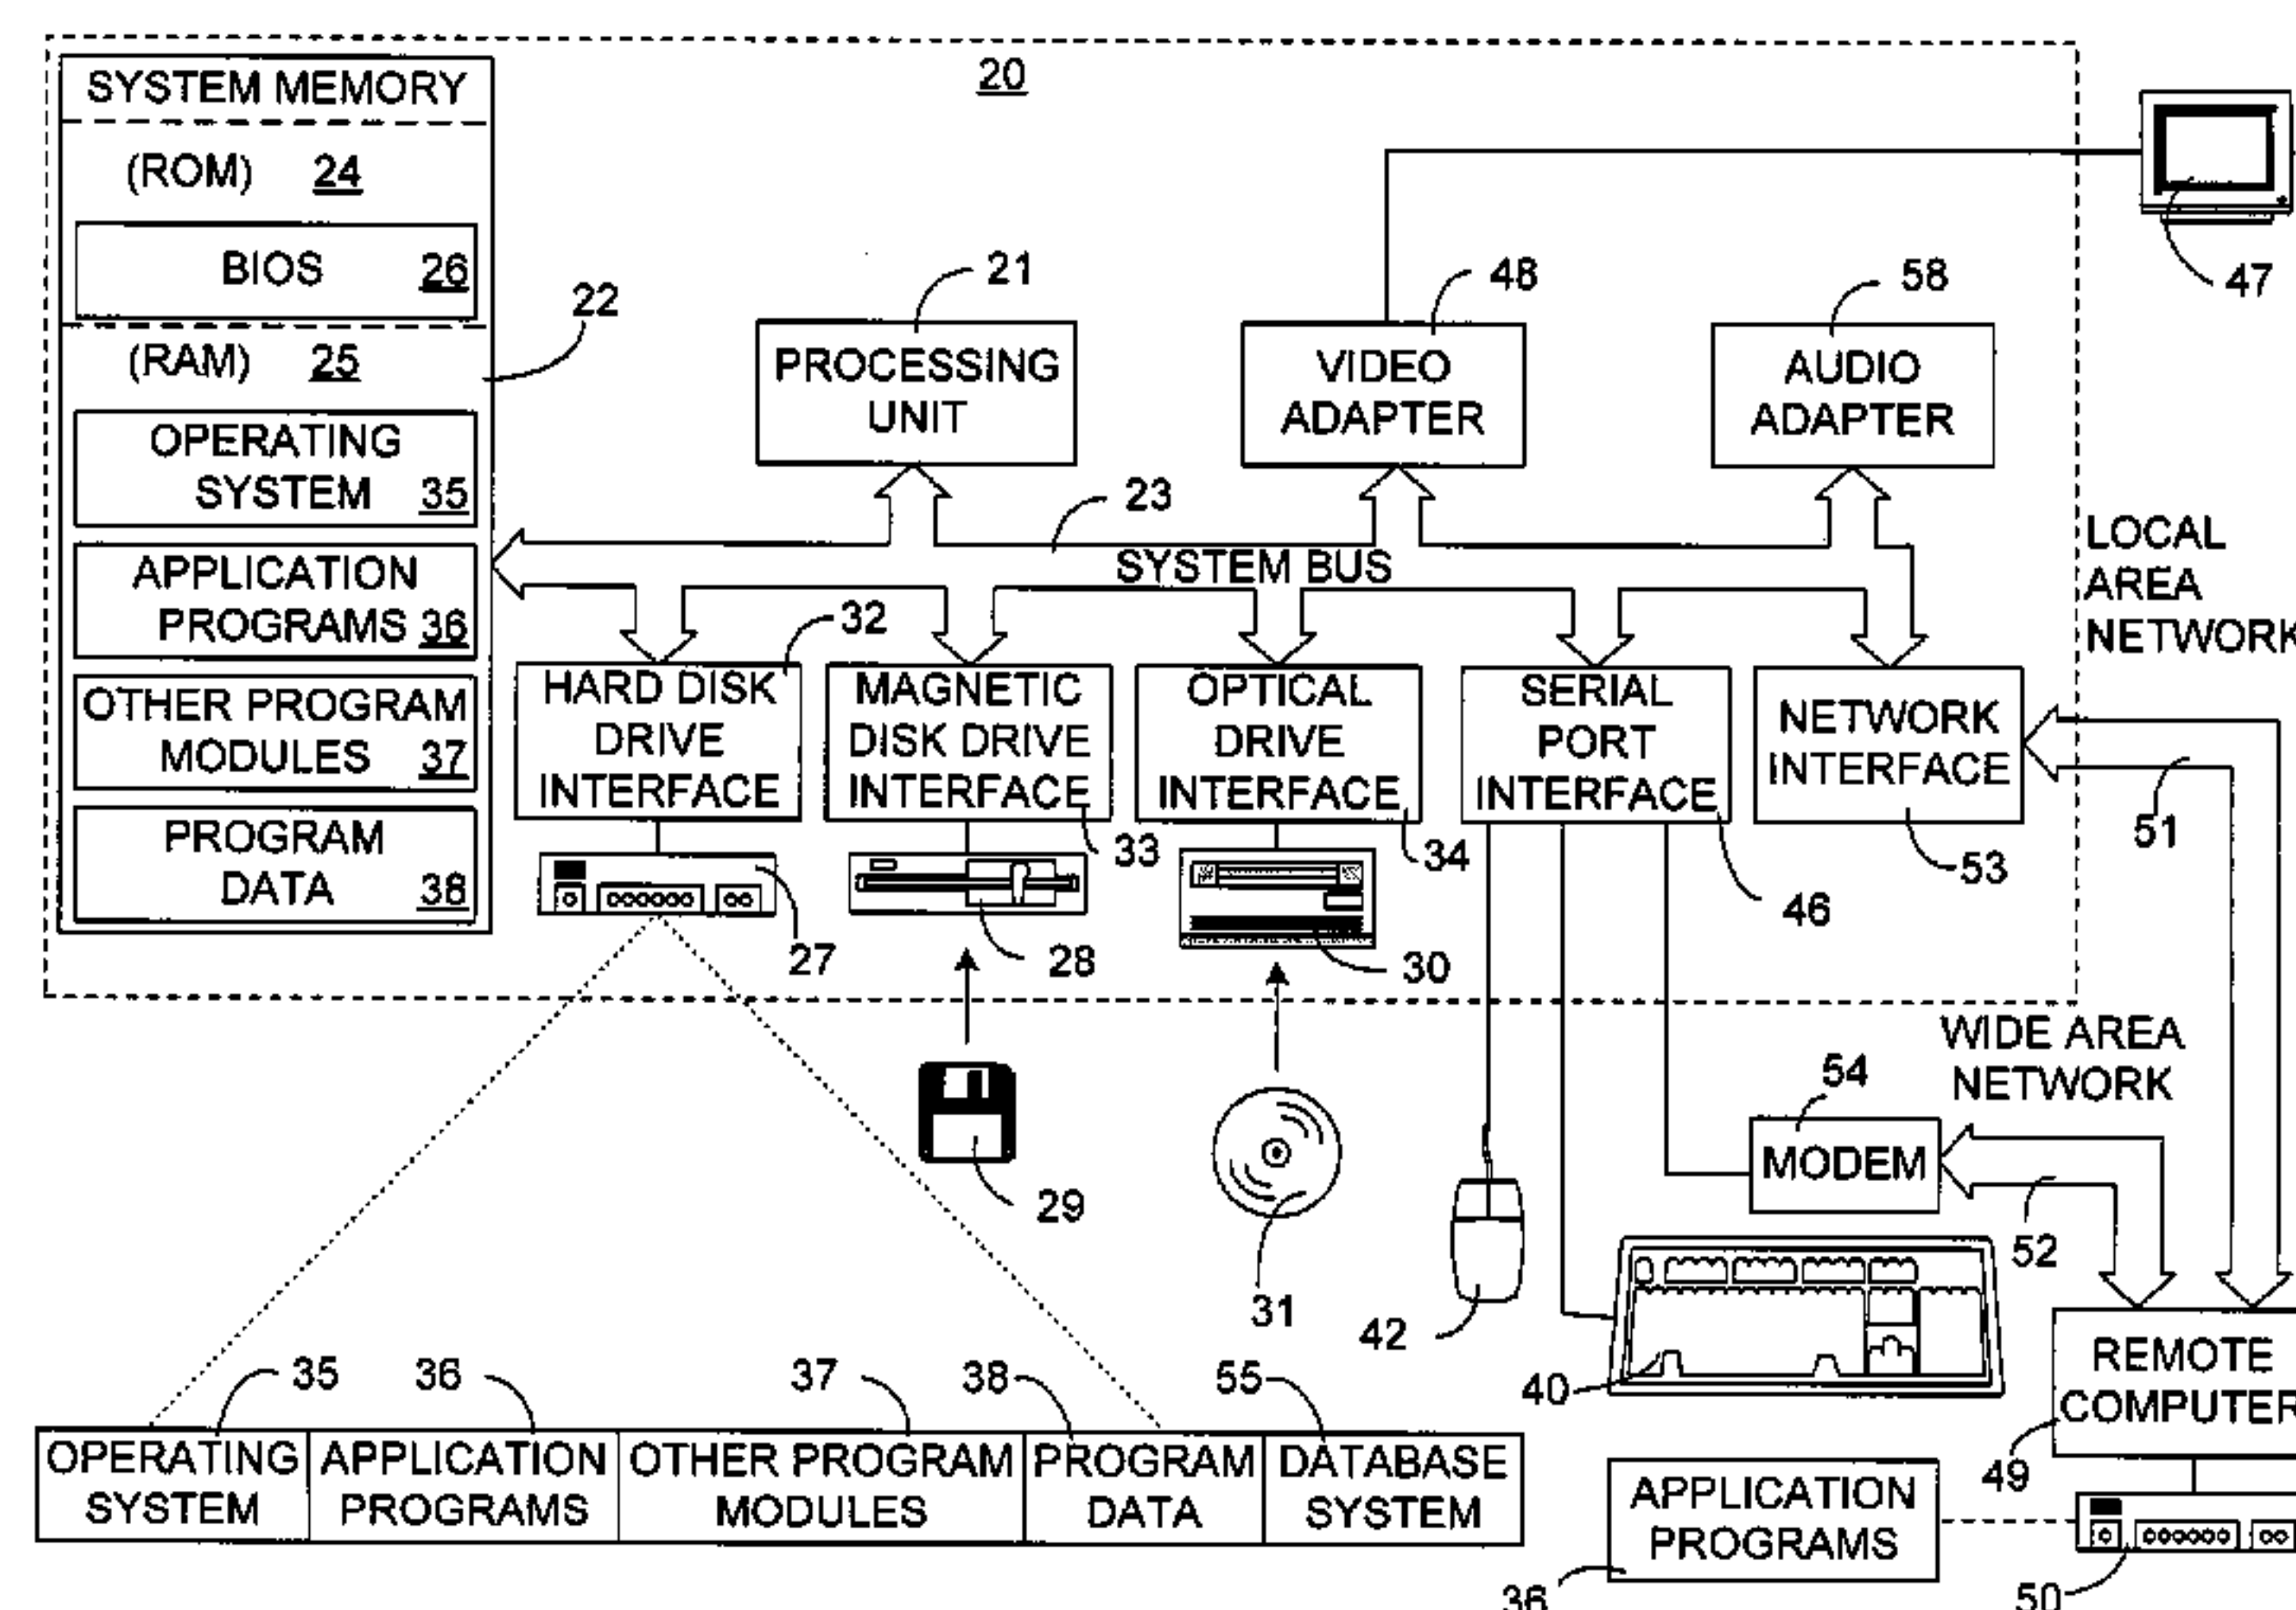 20
SYSTEM MEMORY
(ROM) 24
BIOS 26
(RAM) 25
OPERATING
SYSTEM 35
APPLICATION
PROGRAMS 36
OTHER PROGRAM
MODULES 37
PROGRAM
DATA 38
22
21
PROCESSING
UNIT
48
VIDEO
ADAPTER
58
AUDIO
ADAPTER
47
23
SYSTEM BUS
LOCAL
AREA
NETWORK
32
HARD DISK
DRIVE
INTERFACE
MAGNETIC
DISK DRIVE
INTERFACE
33
OPTICAL
DRIVE
INTERFACE
34
SERIAL
PORT
INTERFACE
46
NETWORK
INTERFACE
53
51
27
28
30
29
31
WIDE AREA
NETWORK
54
MODEM
52
42
40
REMOTE
COMPUTER
49
35
36
37
38
55
OPERATING
SYSTEM
APPLICATION
PROGRAMS
OTHER PROGRAM
MODULES
PROGRAM
DATA
DATABASE
SYSTEM
APPLICATION
PROGRAMS
36
50